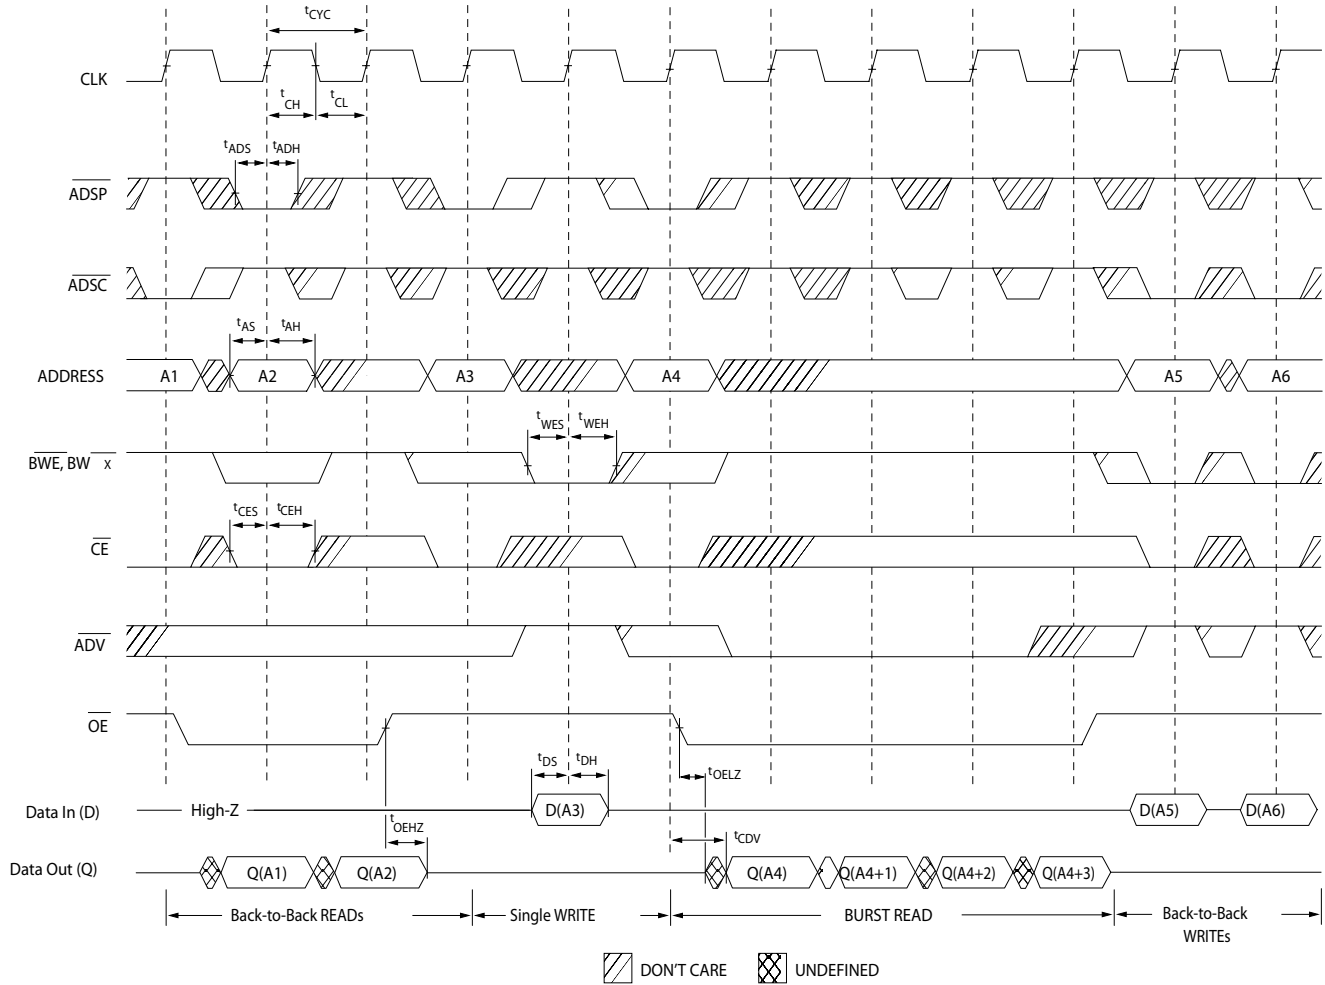 tCYC
CLK
tCH tCL
tADS tADH
ADSP
ADSC
tAS tAH
ADDRESS A1 A2 A3 A4 A5 A6
tWES tWEH
BWE, BW X
tCES tCEH
CE
ADV
OE
tDS tDH tOELZ
Data In (D) High-Z D(A3) D(A5) D(A6)
tOEHZ tCDV
Data Out (Q) Q(A1) Q(A2) Q(A4) Q(A4+1) Q(A4+2) Q(A4+3)
Back-to-Back READs Single WRITE BURST READ Back-to-Back
WRITEs
DON'T CARE UNDEFINED